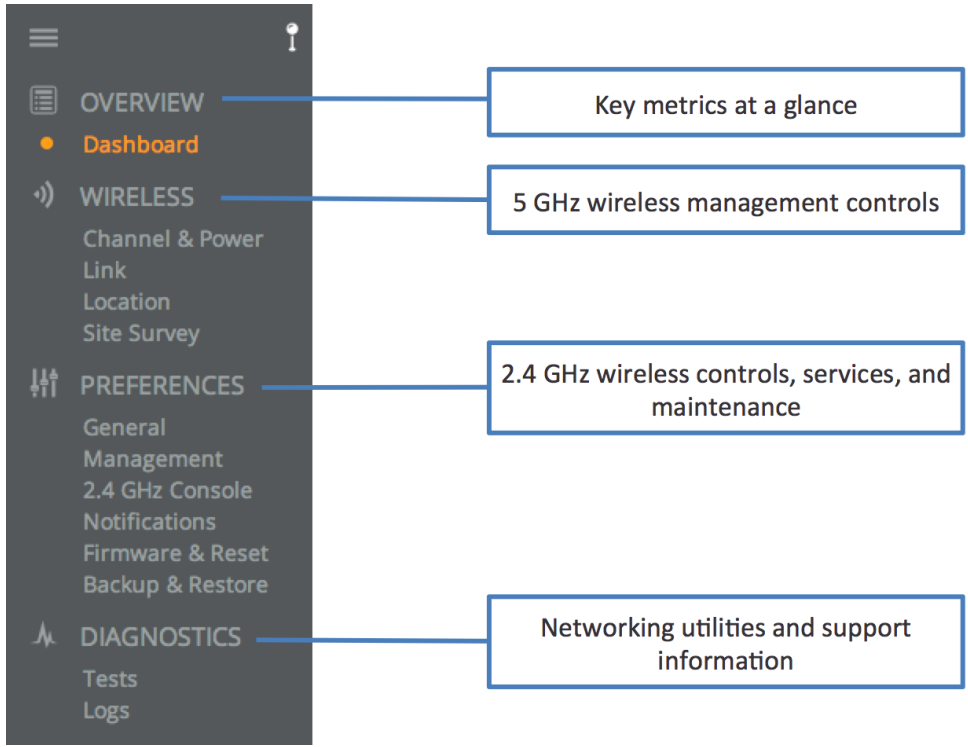 OVERVIEW
Key metrics at a glance
Dashboard
WIRELESS
5 GHz wireless management controls
Channel & Power
Link
Location
Site Survey
PREFERENCES
2.4 GHz wireless controls, services, and
maintenance
General
Management
2.4 GHz Console
Notifications
Firmware & Reset
Backup & Restore
DIAGNOSTICS
Networking utilities and support
information
Tests
Logs